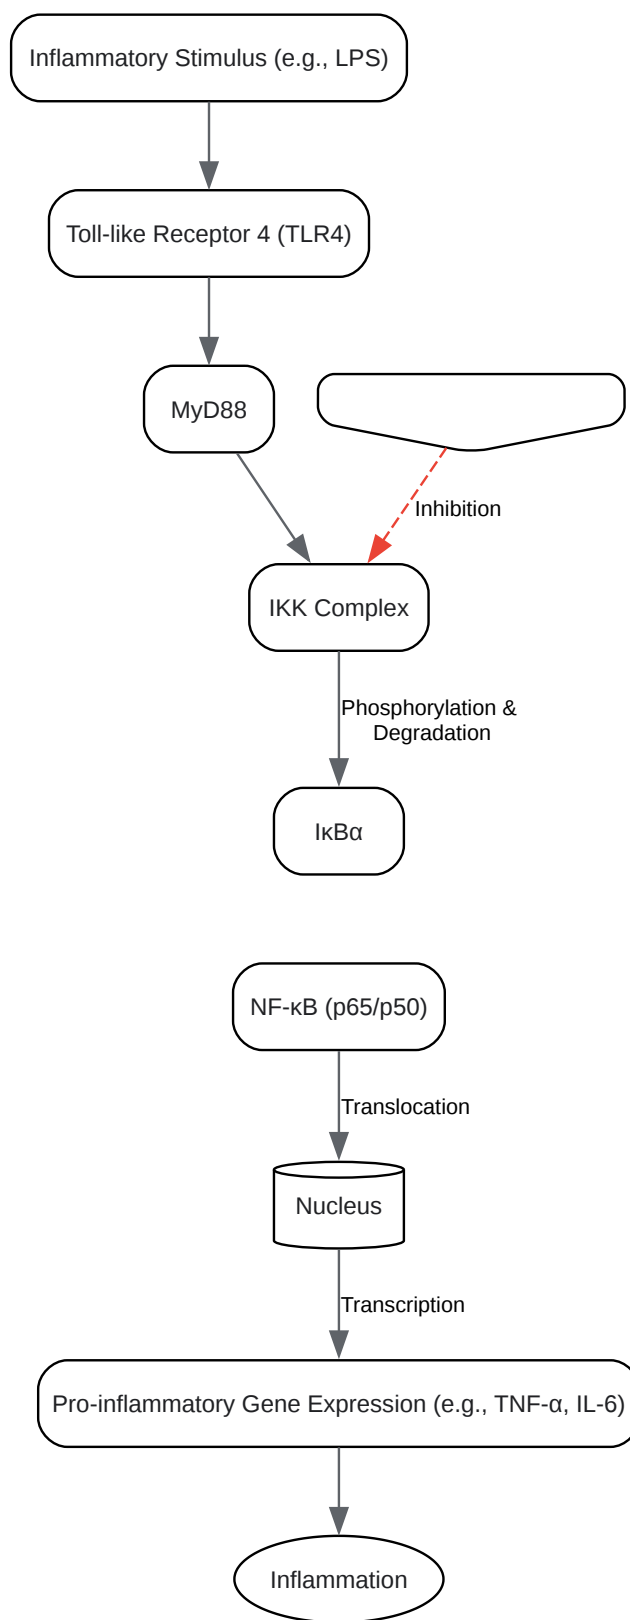 Inflammatory Stimulus (e.g., LPS)
Toll-like Receptor 4 (TLR4)
MyD88
Inhibition
IKK Complex
Phosphorylation &
Degradation
IκBα
NF-κB (p65/p50)
Translocation
Nucleus
Transcription
Pro-inflammatory Gene Expression (e.g., TNF-α, IL-6)
Inflammation